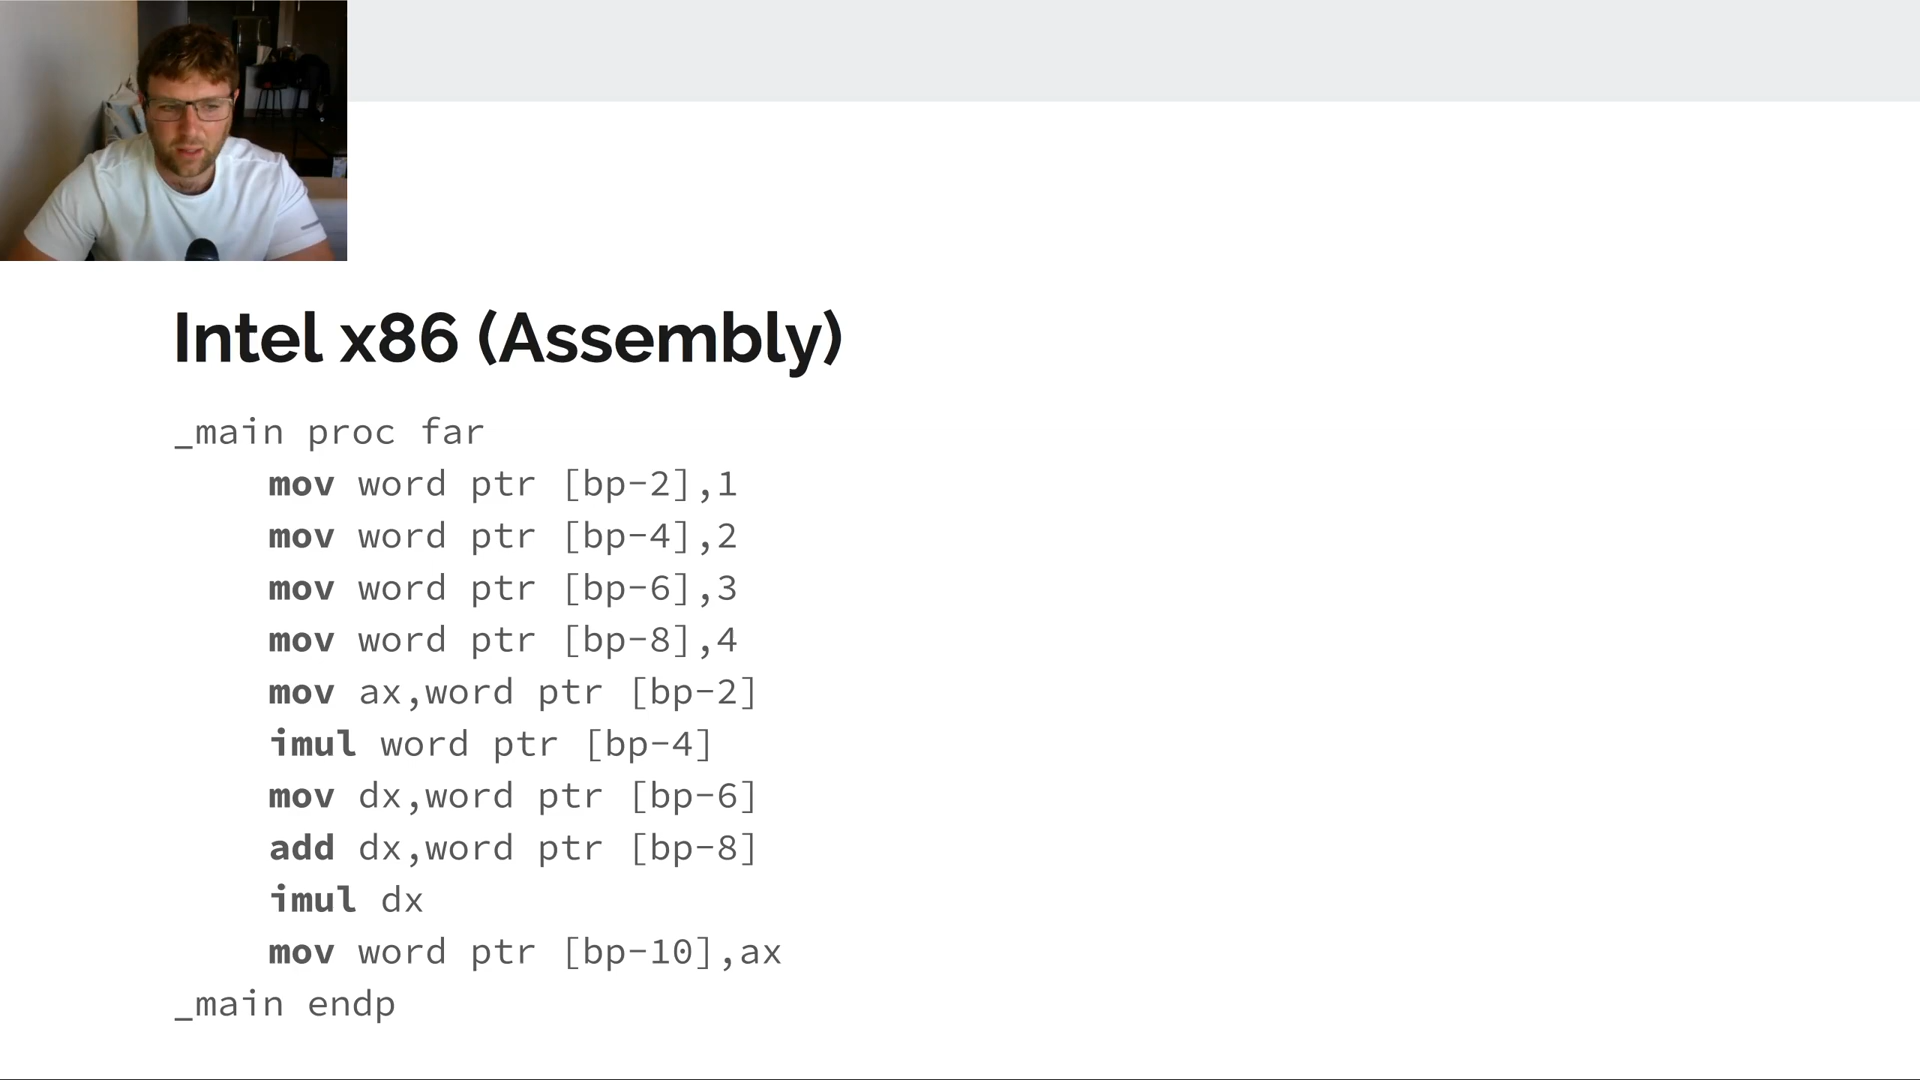 Intel x86 (Assembly)
_main proc far
mov word ptr [bp-2],1
mov word ptr [bp-4],2
mov word ptr [bp-6],3
mov word ptr [bp-8],4
mov ax,word ptr [bp-2]
imul word ptr [bp-4]
mov dx,word ptr [bp-6]
add dx,word ptr [bp-8]
imul dx
mov word ptr [bp-10],ax
_main endp